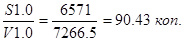 S1.0 / V1.0 = 6571 / 7266.5 = 90.43 коп.